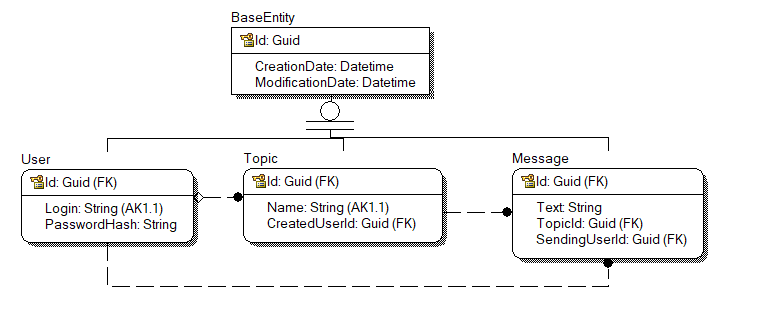 BaseEntity
Id: Guid
CreationDate: Datetime
ModificationDate: Datetime
User
Id: Guid (FK)
Login: String (AK1.1)
PasswordHash: String
Topic
Id: Guid (FK)
Name: String (AK1.1)
CreatedUserId: Guid (FK)
Message
Id: Guid (FK)
Text: String
TopicId: Guid (FK)
SendingUserId: Guid (FK)